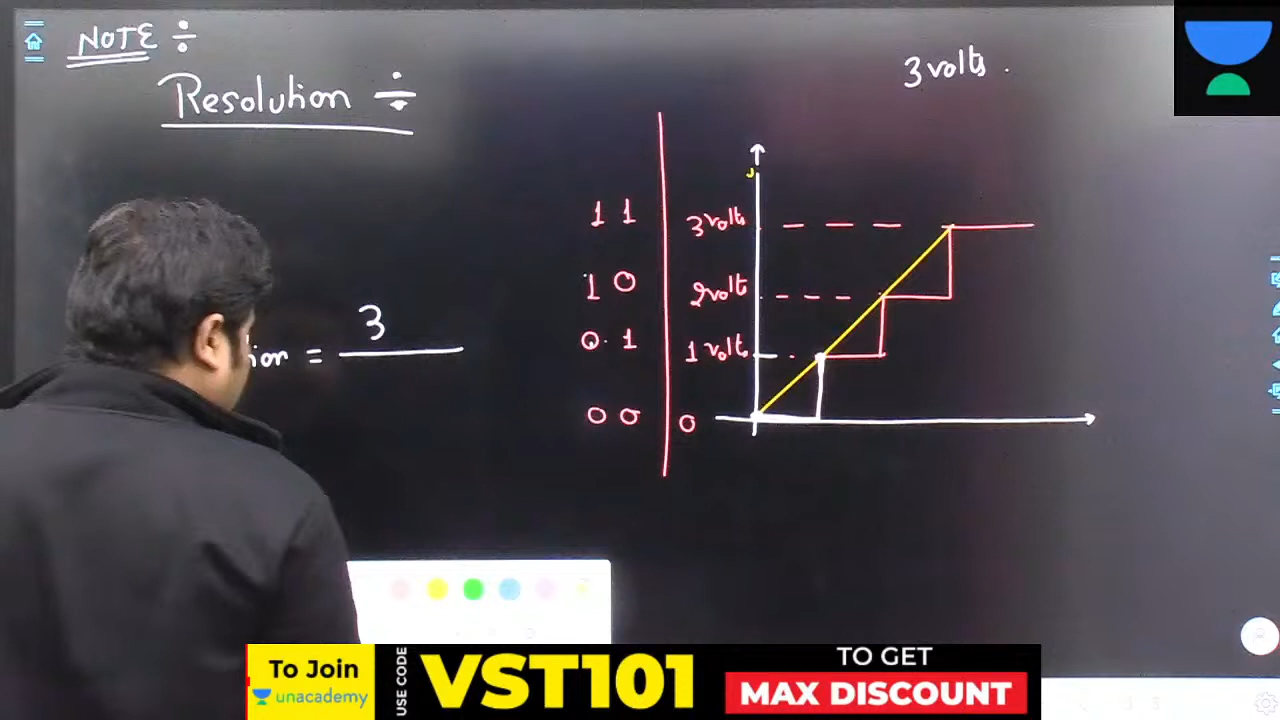 NOTE ÷
Resolution ÷
3 volts .
1 1
3 volts
1 0
2 volt
0 1
1 volt
0 0
0
3
ion =
To Join
unacademy
USE CODE
VST101
TO GET
MAX DISCOUNT